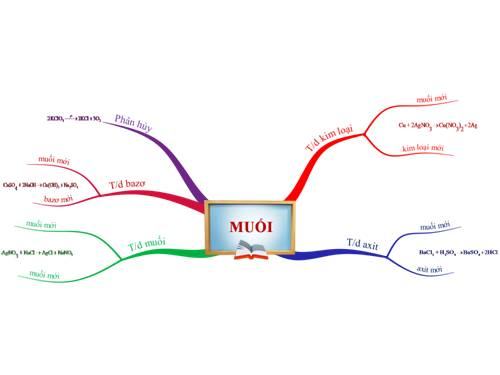 muối mới
2KClO₃ → 2KCl + 3O₂
Phân hủy
T/d kim loại
Cu + 2AgNO₃ → Cu(NO₃)₂ + 2Ag
kim loại mới
muối mới
CuSO₄ + 2NaOH → Cu(OH)₂ + Na₂SO₄
T/d bazơ
bazơ mới
MUỐI
muối mới
AgNO₃ + NaCl → AgCl + NaNO₃
T/d muối
muối mới
muối mới
T/d axit
BaCl₂ + H₂SO₄ → BaSO₄ + 2HCl
axit mới